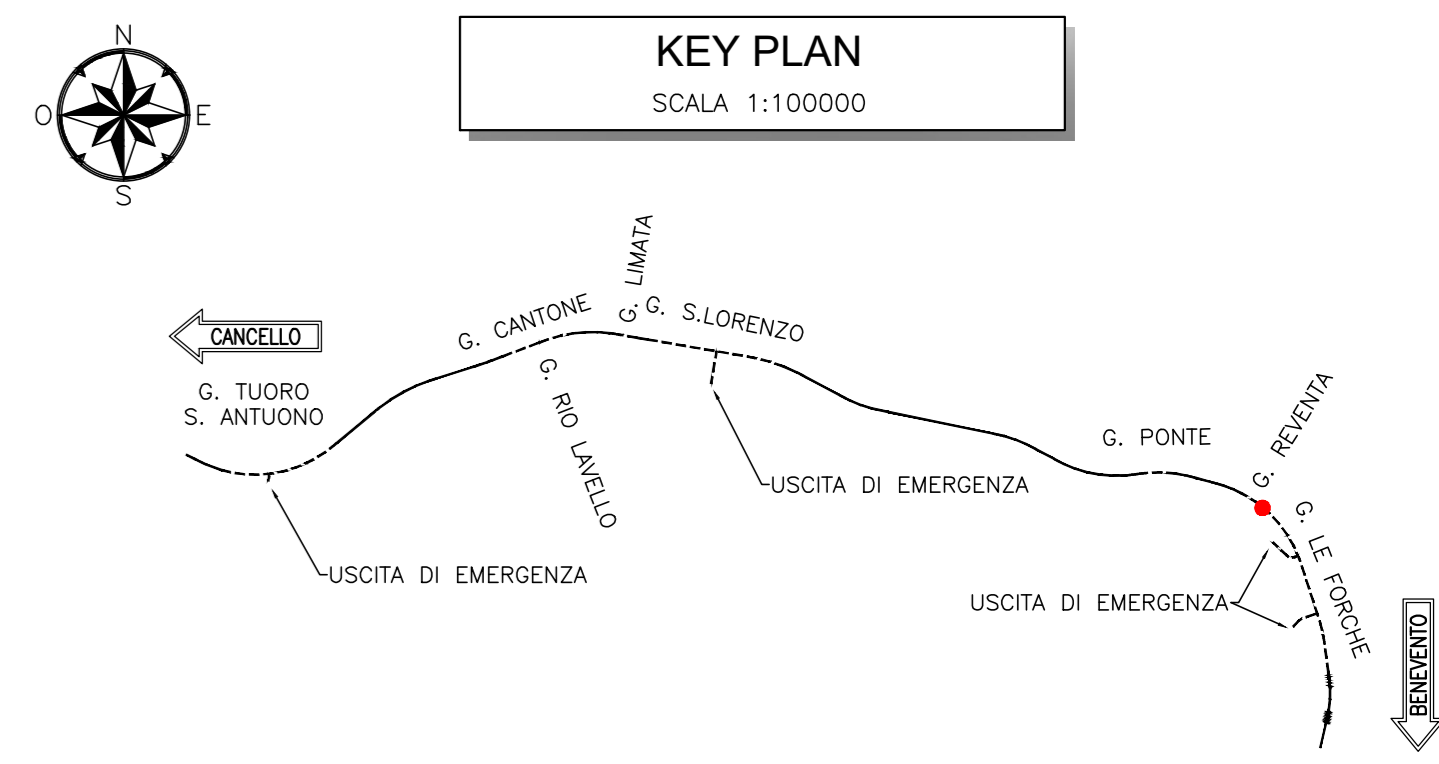 N
O
E
S
KEY PLAN
SCALA 1:100000
CANCELLO
G. TUORO
S. ANTUONO
G. CANTONE
G. LIMATA
G. S.LORENZO
G. RIO LAVELLO
USCITA DI EMERGENZA
USCITA DI EMERGENZA
G. PONTE
G. REVENTA
G. LE FORCHE
USCITA DI EMERGENZA
BENEVENTO